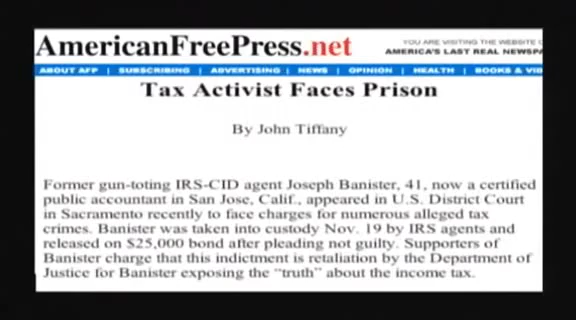 AmericanFreePress.net
YOU ARE VISITING THE WEBSITE
AMERICA'S LAST REAL
ABOUT AFP | SUBSCRIBING | ADVERTISING | NEWS | OPINION | HEALTH | BOOKS &
Tax Activist Faces Prison
By John Tiffany
Former gun-toting IRS-CID agent Joseph Banister, 41, now a certified
public accountant in San Jose, Calif., appeared in U.S. District Court
in Sacramento recently to face charges for numerous alleged tax
crimes. Banister was taken into custody Nov. 19 by IRS agents and
released on $25,000 bond after pleading not guilty. Supporters of
Banister charge that this indictment is retaliation by the Department of
Justice for Banister exposing the "truth" about the income tax.